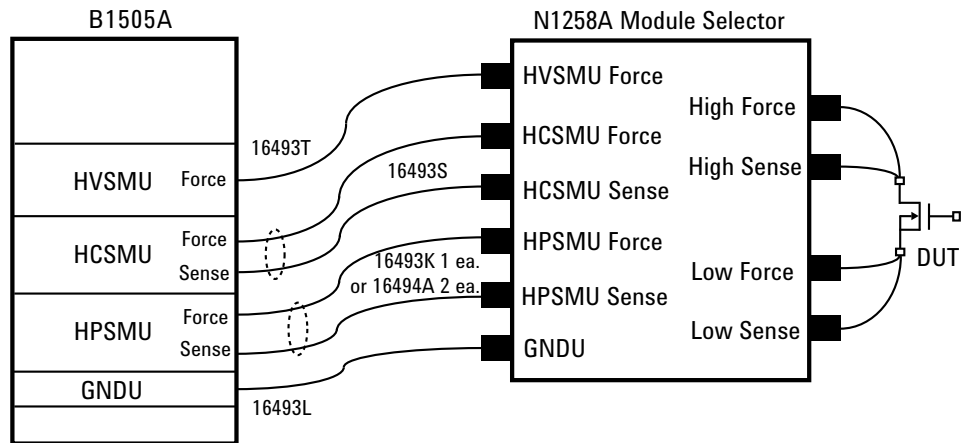 B1505A
HVSMU Force
HCSMU Force
Sense
HPSMU Force
Sense
GNDU
16493T
16493S
16493K 1 ea.
or 16494A 2 ea.
16493L
N1258A Module Selector
HVSMU Force
HCSMU Force
HCSMU Sense
HPSMU Force
HPSMU Sense
GNDU
High Force
High Sense
Low Force
Low Sense
DUT